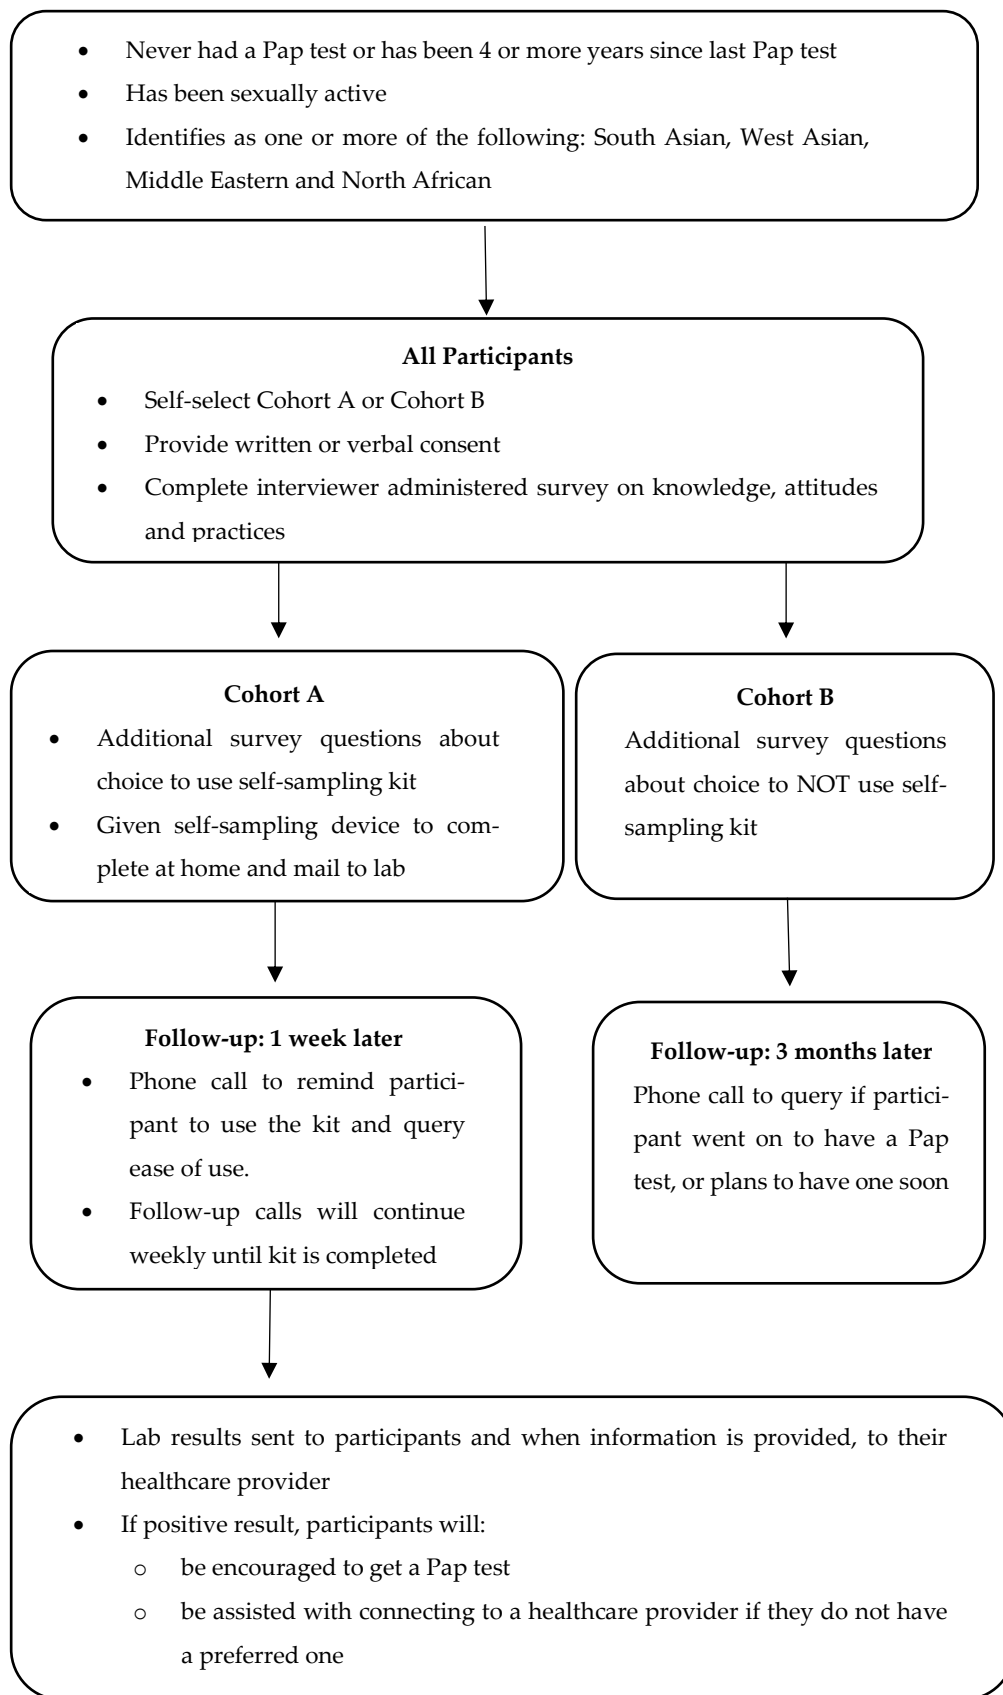 • Never had a Pap test or has been 4 or more years since last Pap test
• Has been sexually active
• Identifies as one or more of the following: South Asian, West Asian,
Middle Eastern and North African
All Participants
• Self-select Cohort A or Cohort B
• Provide written or verbal consent
• Complete interviewer administered survey on knowledge, attitudes
and practices
Cohort A
• Additional survey questions about
choice to use self-sampling kit
• Given self-sampling device to com-
plete at home and mail to lab
Cohort B
Additional survey questions
about choice to NOT use self-
sampling kit
Follow-up: 1 week later
• Phone call to remind partici-
pant to use the kit and query
ease of use.
• Follow-up calls will continue
weekly until kit is completed
Follow-up: 3 months later
Phone call to query if partici-
pant went on to have a Pap
test, or plans to have one soon
• Lab results sent to participants and when information is provided, to their
healthcare provider
• If positive result, participants will:
o be encouraged to get a Pap test
o be assisted with connecting to a healthcare provider if they do not have
a preferred one